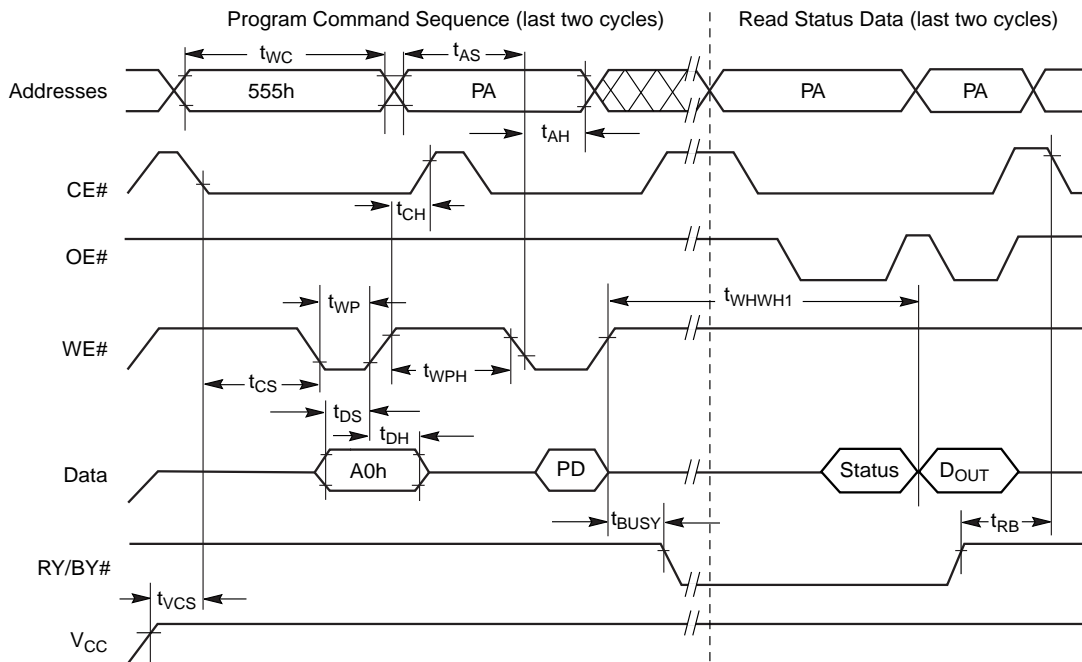 Program Command Sequence (last two cycles) Read Status Data (last two cycles)
tWC tAS
Addresses 555h PA PA PA
tAH
CE#
tCH
OE#
tWHWH1
tWP
WE#
tCS tWPH
tDS
tDH
Data A0h PD Status DOUT
tBUSY tRB
RY/BY#
tVCS
VCC